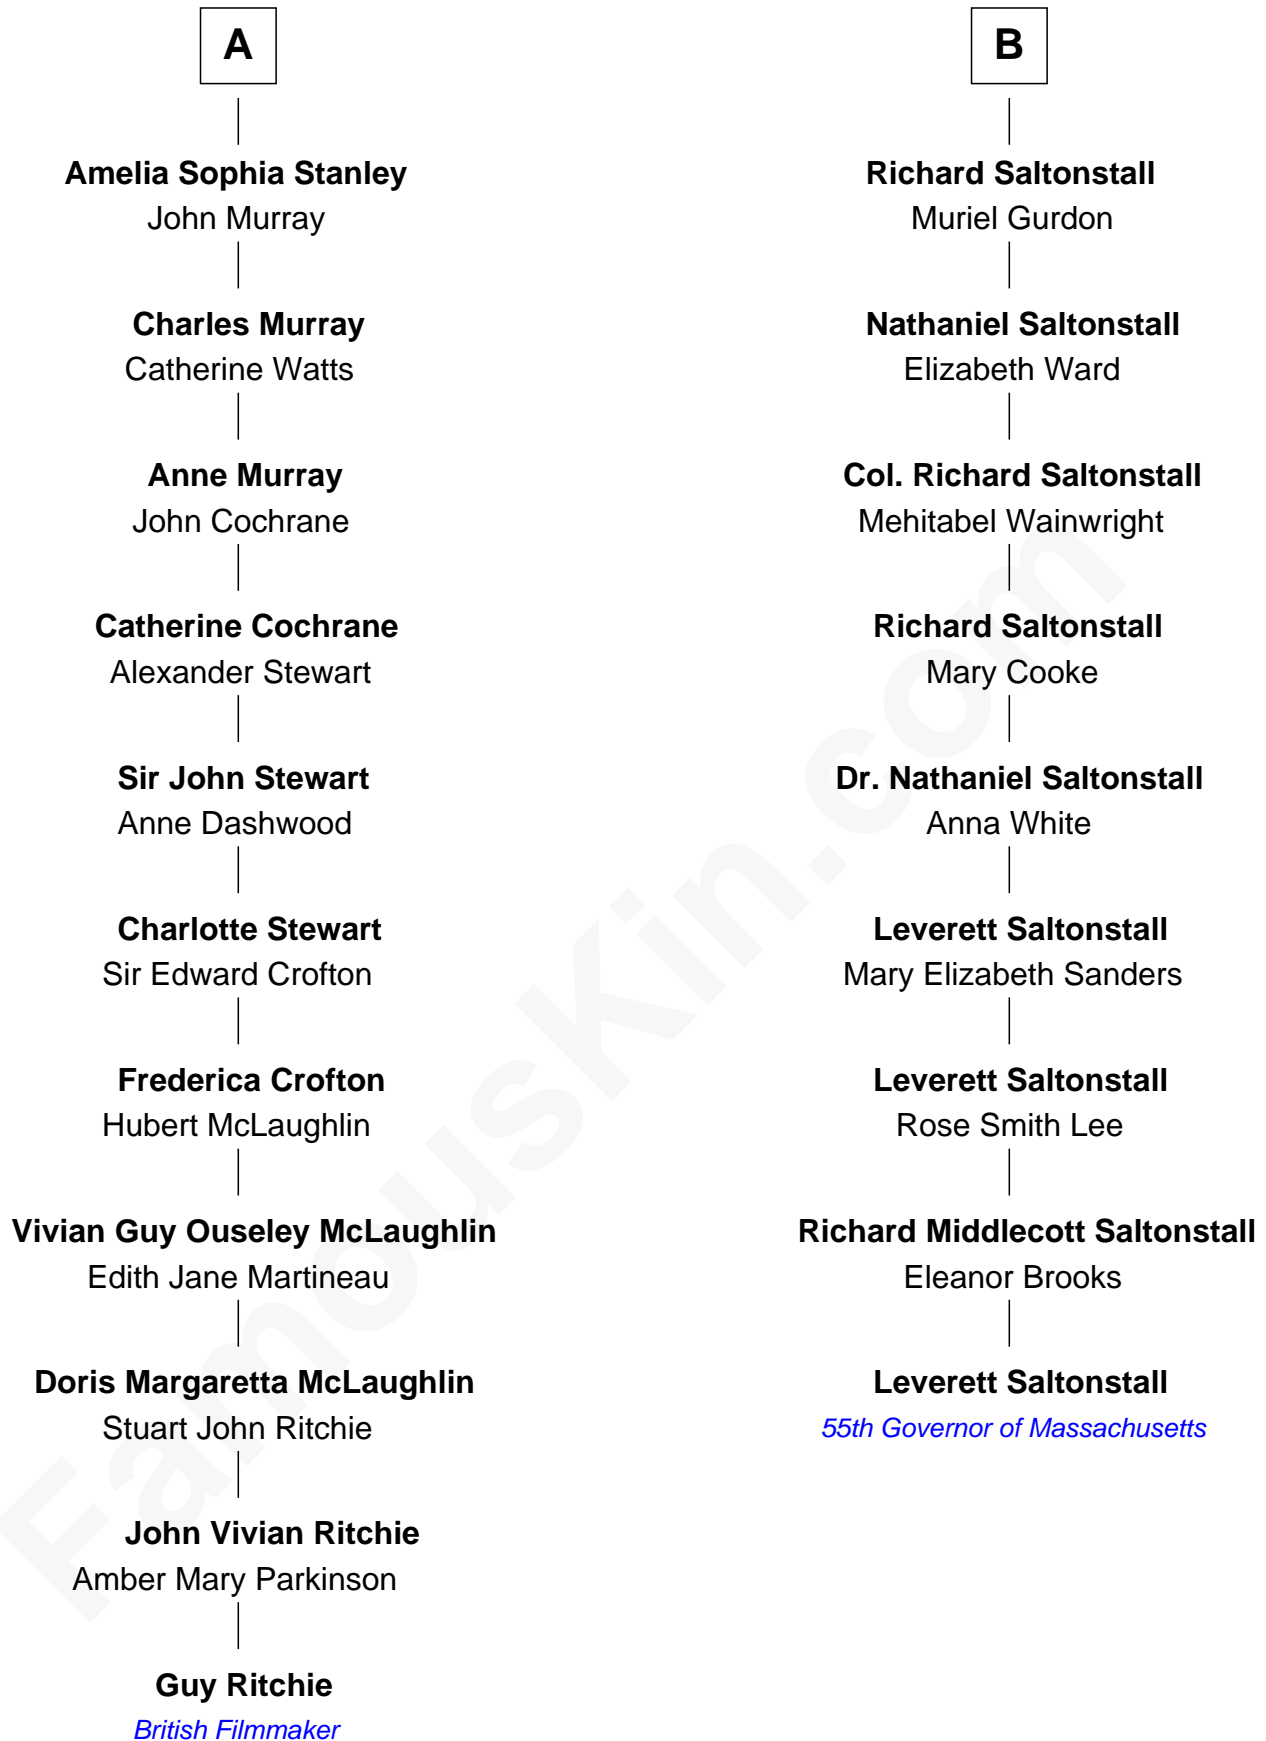 A
Amelia Sophia Stanley
John Murray
Charles Murray
Catherine Watts
Anne Murray
John Cochrane
Catherine Cochrane
Alexander Stewart
Sir John Stewart
Anne Dashwood
Charlotte Stewart
Sir Edward Crofton
Frederica Crofton
Hubert McLaughlin
Vivian Guy Ouseley McLaughlin
Edith Jane Martineau
Doris Margaretta McLaughlin
Stuart John Ritchie
John Vivian Ritchie
Amber Mary Parkinson
Guy Ritchie
British Filmmaker
B
Richard Saltonstall
Muriel Gurdon
Nathaniel Saltonstall
Elizabeth Ward
Col. Richard Saltonstall
Mehitabel Wainwright
Richard Saltonstall
Mary Cooke
Dr. Nathaniel Saltonstall
Anna White
Leverett Saltonstall
Mary Elizabeth Sanders
Leverett Saltonstall
Rose Smith Lee
Richard Middlecott Saltonstall
Eleanor Brooks
Leverett Saltonstall
55th Governor of Massachusetts
FamousKin.com